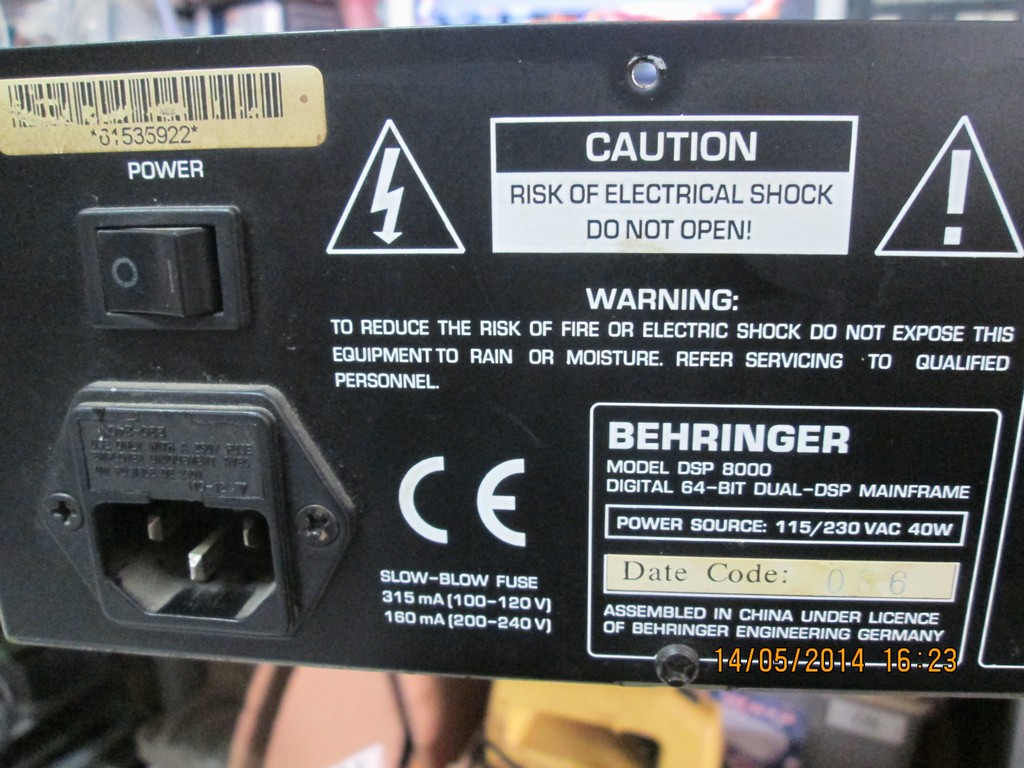 *61535922*
POWER
CAUTION
RISK OF ELECTRICAL SHOCK
DO NOT OPEN!
WARNING:
TO REDUCE THE RISK OF FIRE OR ELECTRIC SHOCK DO NOT EXPOSE THIS
EQUIPMENT TO RAIN OR MOISTURE. REFER SERVICING TO QUALIFIED
PERSONNEL.
BEHRINGER
MODEL DSP 8000
DIGITAL 64-BIT DUAL-DSP MAINFRAME
POWER SOURCE: 115/230 VAC 40W
Date Code:
ASSEMBLED IN CHINA UNDER LICENCE
OF BEHRINGER ENGINEERING GERMANY
CE
SLOW-BLOW FUSE
315 mA (100-120 V)
160 mA (200-240 V)
14/05/2014 16:23